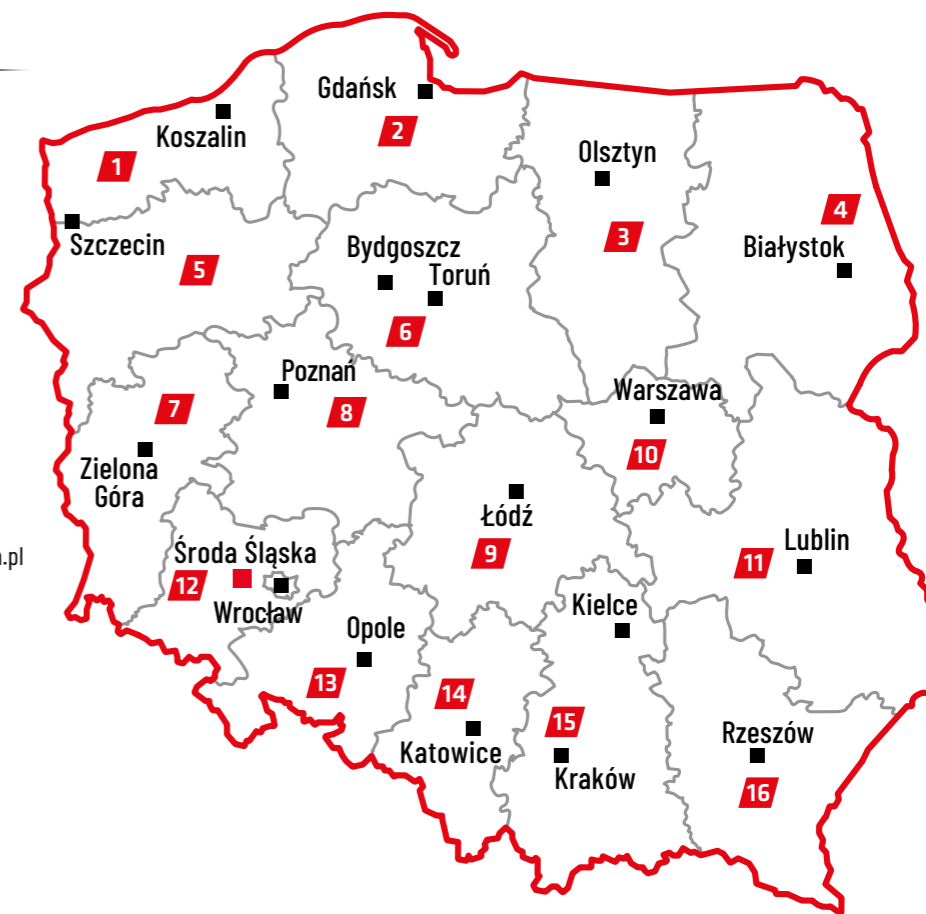 Gdańsk
2
Koszalin
1
Olsztyn
3
4
Szczecin
5
Bydgoszcz
Toruń
6
Białystok
Poznań
8
7
Warszawa
10
Zielona
Góra
Łódź
9
.pl
Środa Śląska
12
Wrocław
11
Lublin
Kielce
Opole
13
14
Katowice
15
Kraków
Rzeszów
16